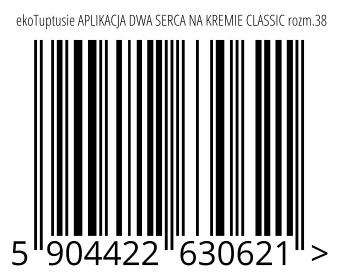 ekoTuptusie APLIKACJA DWA SERCA NA KREMIE CLASSIC rozm.38
5 904422 630621 >